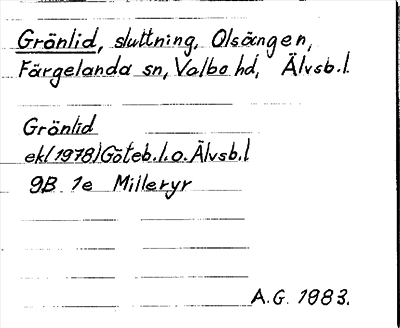 Grönlid, sluttning, Olsängen,
Färgelanda sn, Valbo hd, Älvsb.l.
Grönlid
ek(1978)Göteb.l.o.Älvsb.l
9B 1e Milleryr
A.G. 1983.